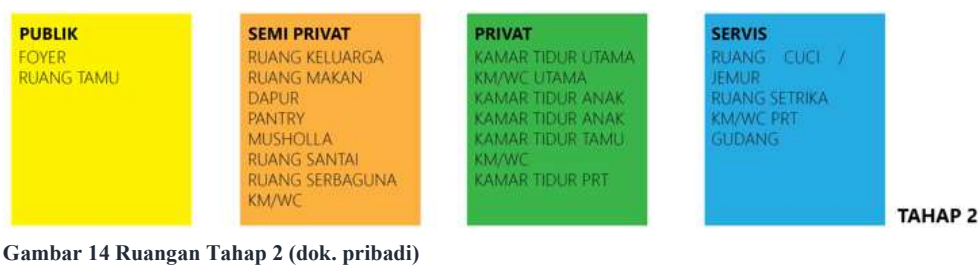 PUBLIK
FOYER
RUANG TAMU
SEMI PRIVAT
RUANG KELUARGA
RUANG MAKAN
DAPUR
PANTRY
MUSHOLLA
RUANG SANTAI
RUANG SERBAGUNA
KM/WC
PRIVAT
KAMAR TIDUR UTAMA
KM/WC UTAMA
KAMAR TIDUR ANAK
KAMAR TIDUR ANAK
KAMAR TIDUR TAMU
KM/WC
KAMAR TIDUR PRT
SERVIS
RUANG CUCI /
JEMUR
RUANG SETRIKA
KM/WC PRT
GUDANG
TAHAP 2
Gambar 14 Ruangan Tahap 2 (dok. pribadi)